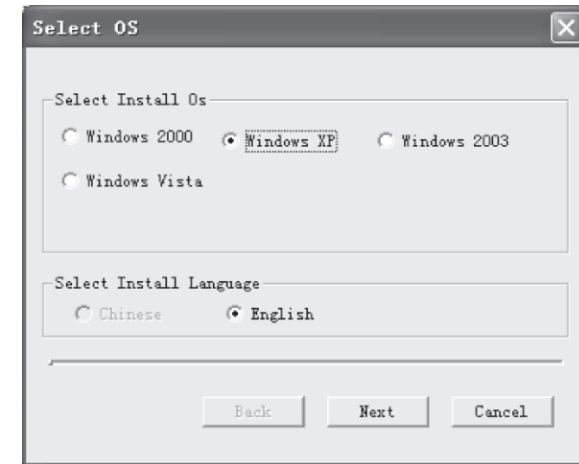 Select OS
Select Install Os
Windows 2000 Windows XP Windows 2003
Windows Vista
Select Install Language
Chinese English
Back Next Cancel